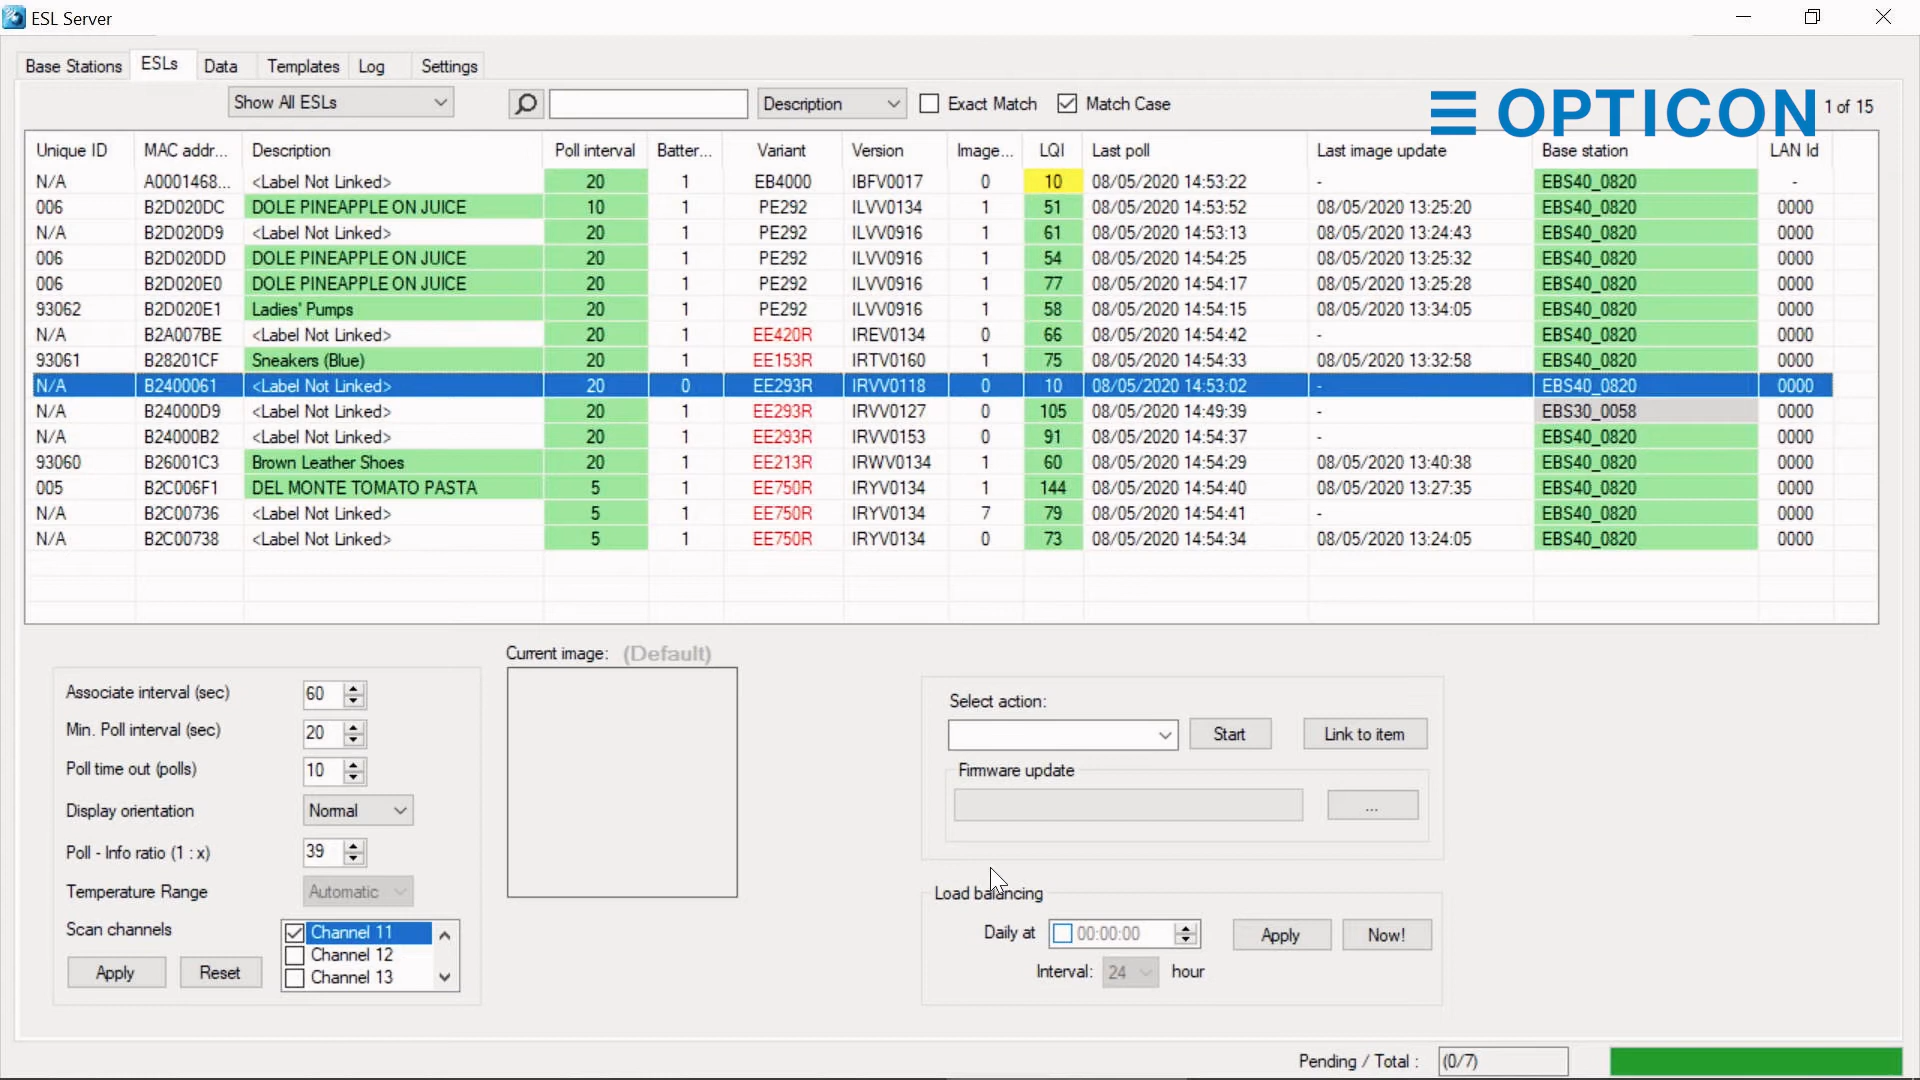 ESL Server
Base Stations ESLs Data Templates Log Settings
Show All ESLs Description Exact Match Match Case OPTICON 1 of 15
Unique ID MAC addr... Description Poll interval Batter... Variant Version Image... LQI Last poll Last image update Base station LAN Id
N/A A0001468... <Label Not Linked> 20 1 EB4000 IBFV0017 0 10 08/05/2020 14:53:22 - EBS40_0820 -
006 B2D020DC DOLE PINEAPPLE ON JUICE 10 1 PE292 ILVV0134 1 51 08/05/2020 14:53:52 08/05/2020 13:25:20 EBS40_0820 0000
N/A B2D020D9 <Label Not Linked> 20 1 PE292 ILVV0916 1 61 08/05/2020 14:53:13 08/05/2020 13:24:43 EBS40_0820 0000
006 B2D020DD DOLE PINEAPPLE ON JUICE 20 1 PE292 ILVV0916 1 54 08/05/2020 14:54:25 08/05/2020 13:25:32 EBS40_0820 0000
006 B2D020E0 DOLE PINEAPPLE ON JUICE 20 1 PE292 ILVV0916 1 77 08/05/2020 14:54:17 08/05/2020 13:25:28 EBS40_0820 0000
93062 B2D020E1 Ladies' Pumps 20 1 PE292 ILVV0916 1 58 08/05/2020 14:54:15 08/05/2020 13:34:05 EBS40_0820 0000
N/A B2A007BE <Label Not Linked> 20 1 EE420R IREV0134 0 66 08/05/2020 14:54:42 - EBS40_0820 0000
93061 B28201CF Sneakers (Blue) 20 1 EE153R IRTV0160 1 75 08/05/2020 14:54:33 08/05/2020 13:32:58 EBS40_0820 0000
N/A B2400061 <Label Not Linked> 20 0 EE293R IRVV0118 0 10 08/05/2020 14:53:02 - EBS40_0820 0000
N/A B24000D9 <Label Not Linked> 20 1 EE293R IRVV0127 0 105 08/05/2020 14:49:39 - EBS30_0058 0000
N/A B24000B2 <Label Not Linked> 20 1 EE293R IRVV0153 0 91 08/05/2020 14:54:37 - EBS40_0820 0000
93060 B26001C3 Brown Leather Shoes 20 1 EE213R IRWV0134 1 60 08/05/2020 14:54:29 08/05/2020 13:40:38 EBS40_0820 0000
005 B2C006F1 DEL MONTE TOMATO PASTA 5 1 EE750R IRYV0134 1 144 08/05/2020 14:54:40 08/05/2020 13:27:35 EBS40_0820 0000
N/A B2C00736 <Label Not Linked> 5 1 EE750R IRYV0134 7 79 08/05/2020 14:54:41 - EBS40_0820 0000
N/A B2C00738 <Label Not Linked> 5 1 EE750R IRYV0134 0 73 08/05/2020 14:54:34 08/05/2020 13:24:05 EBS40_0820 0000
Associate interval (sec) 60
Min. Poll interval (sec) 20
Poll time out (polls) 10
Display orientation Normal
Poll - Info ratio (1 : x) 39
Temperature Range Automatic
Scan channels Channel 11
Channel 12
Channel 13
Apply Reset
Current image: (Default)
Select action:
Start Link to item
Firmware update
...
Load balancing
Daily at 00:00:00 Apply Now!
Interval: 24 hour
Pending / Total : (0/7)